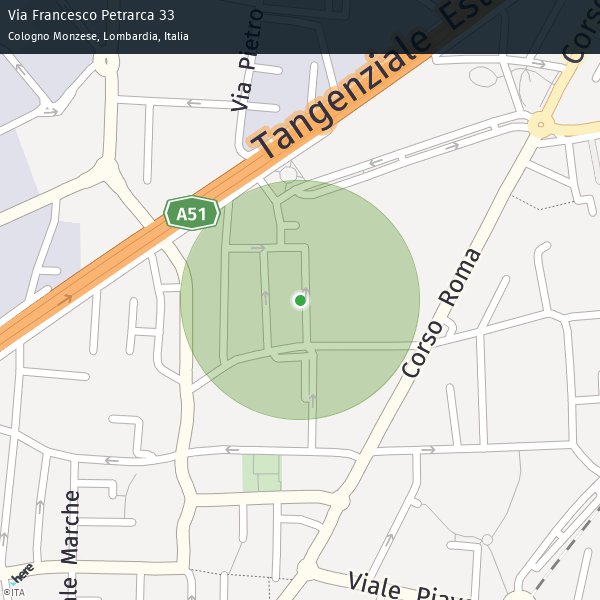 Via Francesco Petrarca 33
Cologno Monzese, Lombardia, Italia
Via Pietro
Tangenziale Est
Corso
A51
Corso Roma
ale Marche
Viale Piave
here
©ITA